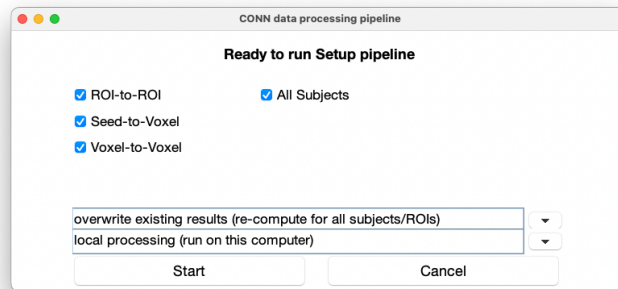 CONN data processing pipeline
Ready to run Setup pipeline
ROI-to-ROI
All Subjects
Seed-to-Voxel
Voxel-to-Voxel
overwrite existing results (re-compute for all subjects/ROIs)
local processing (run on this computer)
Start
Cancel